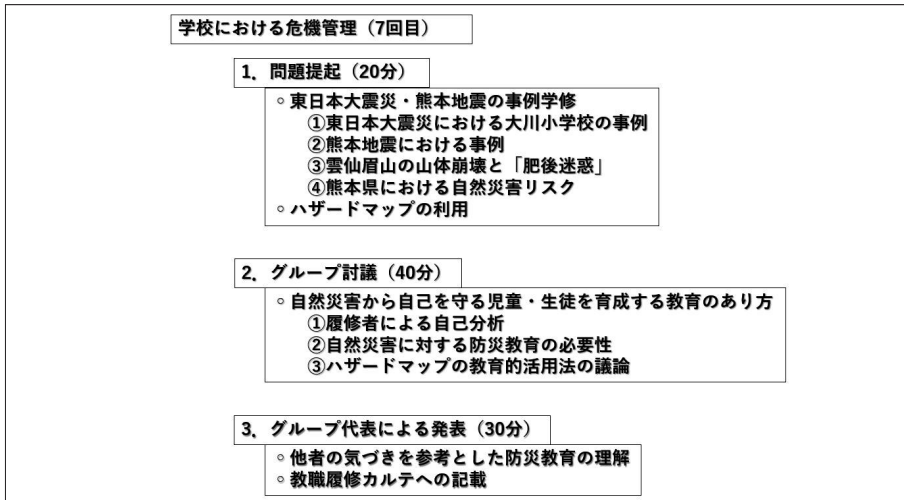 学校における危機管理（7回目）
1．問題提起（20分）
○東日本大震災・熊本地震の事例学修
①東日本大震災における大川小学校の事例
②熊本地震における事例
③雲仙眉山の山体崩壊と「肥後迷惑」
④熊本県における自然災害リスク
○ハザードマップの利用
2．グループ討議（40分）
○自然災害から自己を守る児童・生徒を育成する教育のあり方
①履修者による自己分析
②自然災害に対する防災教育の必要性
③ハザードマップの教育的活用法の議論
3．グループ代表による発表（30分）
○他者の気づきを参考とした防災教育の理解
○教職履修カルテへの記載